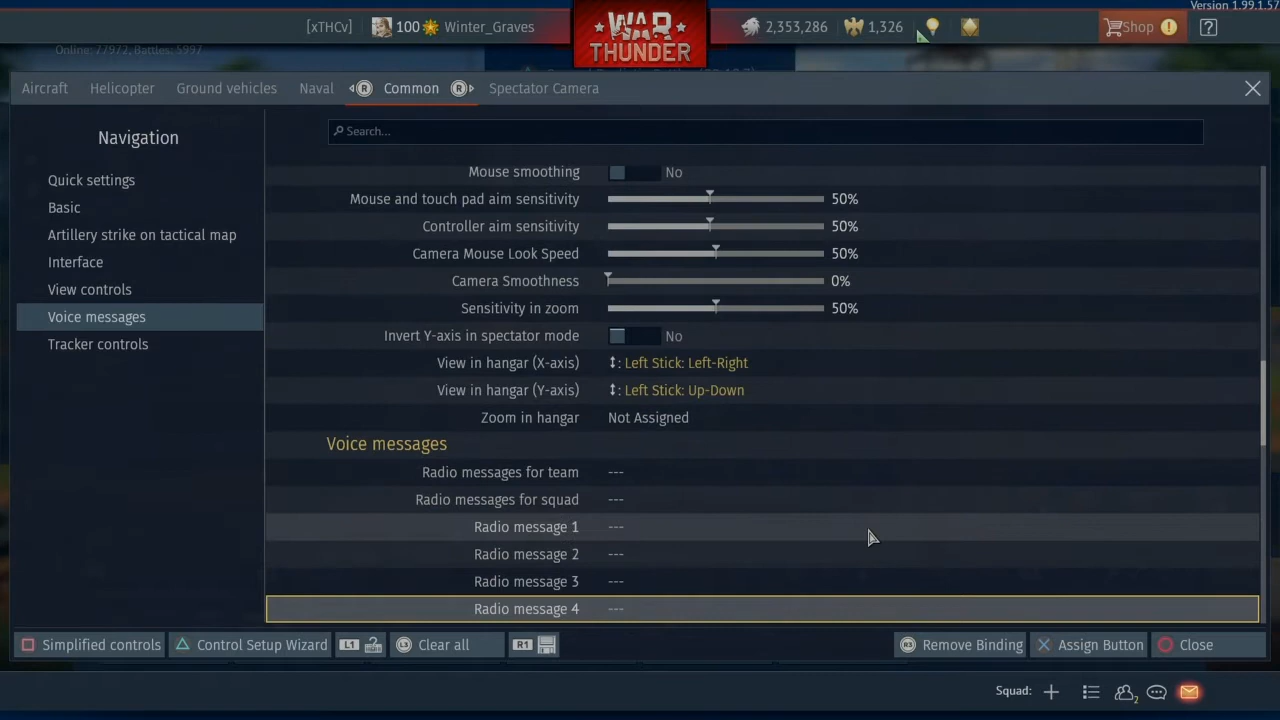 Version 1.99.1.57
[xTHCv] 100 Winter_Graves
WAR THUNDER
2,353,286 1,326
Shop ! ?
Online: 77972, Battles: 5997
Aircraft Helicopter Ground vehicles Naval R Common R Spectator Camera
Navigation
Search...
Quick settings
Basic
Artillery strike on tactical map
Interface
View controls
Voice messages
Tracker controls
Mouse smoothing No
Mouse and touch pad aim sensitivity 50%
Controller aim sensitivity 50%
Camera Mouse Look Speed 50%
Camera Smoothness 0%
Sensitivity in zoom 50%
Invert Y-axis in spectator mode No
View in hangar (X-axis) : Left Stick: Left-Right
View in hangar (Y-axis) : Left Stick: Up-Down
Zoom in hangar Not Assigned
Voice messages
Radio messages for team ---
Radio messages for squad ---
Radio message 1 ---
Radio message 2 ---
Radio message 3 ---
Radio message 4 ---
Simplified controls Control Setup Wizard L1 Clear all R1 Remove Binding Assign Button Close
Squad: + 2